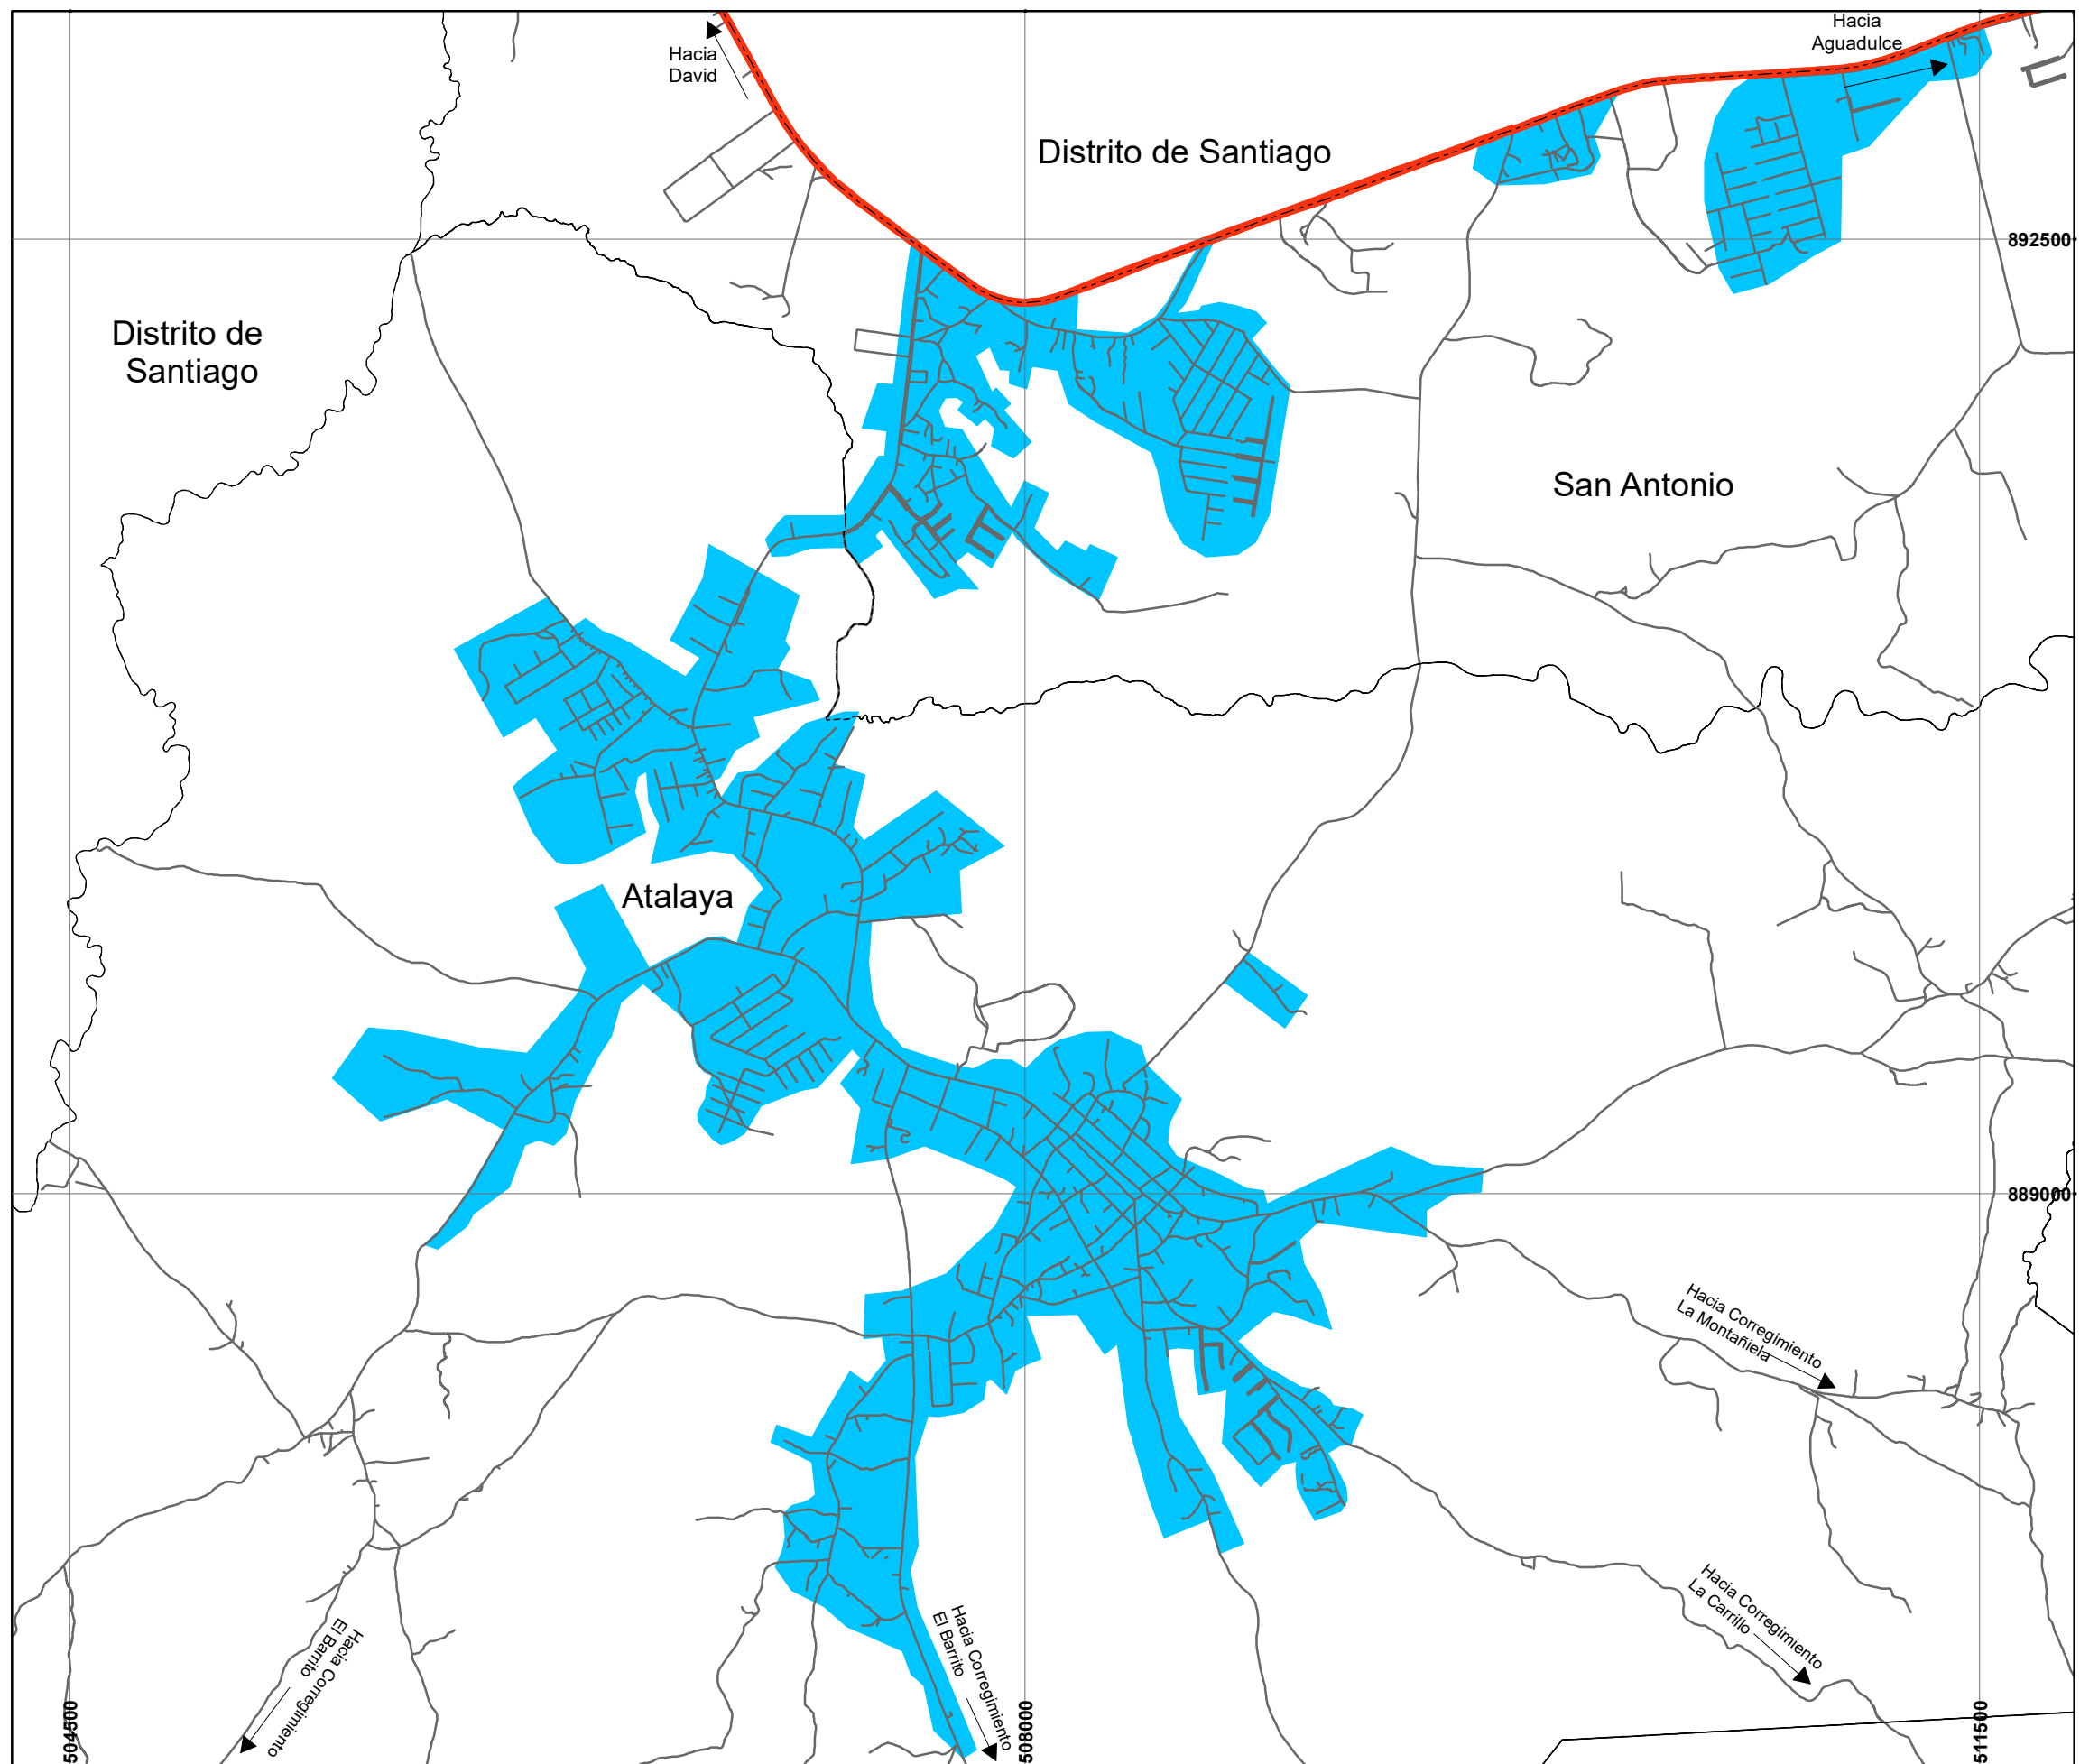 Hacia
Aguadulce
Hacia
David
Distrito de Santiago
892500
Distrito de
Santiago
San Antonio
Atalaya
889000
Hacia Corregimiento
La Montañiela
Hacia Corregimiento
La Carrillo
Hacia Corregimiento
El Barrito
Hacia Corregimiento
El Barrito
504500
508000
511500